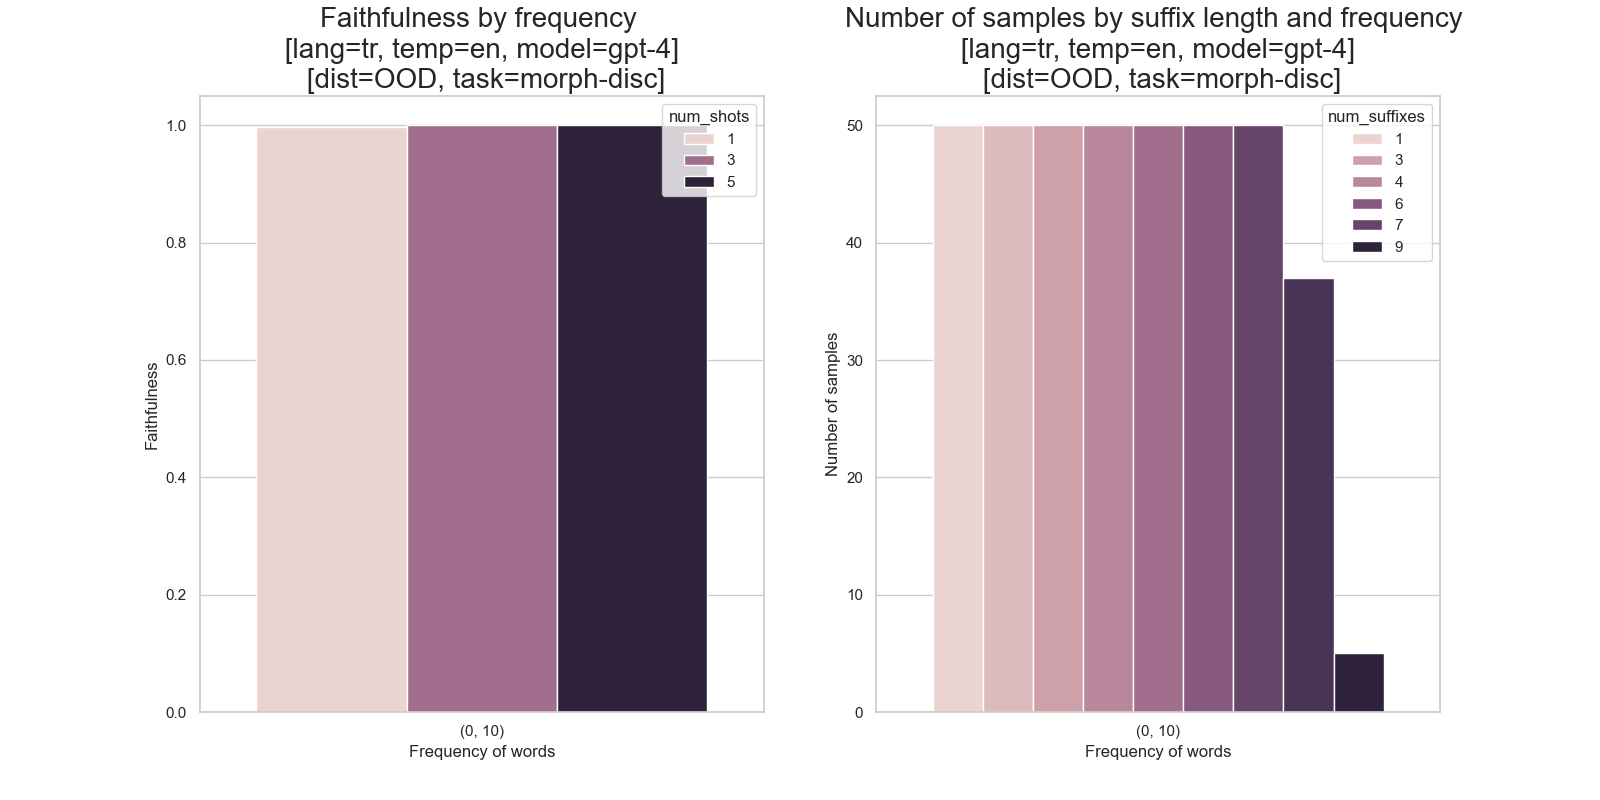 Faithfulness by frequency
[lang=tr, temp=en, model=gpt-4]
[dist=OOD, task=morph-disc]
1.0
0.8
0.6
0.4
0.2
0.0
Faithfulness
num_shots
1
3
5
(0, 10)
Frequency of words
Number of samples by suffix length and frequency
[lang=tr, temp=en, model=gpt-4]
[dist=OOD, task=morph-disc]
50
40
30
20
10
0
Number of samples
num_suffixes
1
3
4
6
7
9
(0, 10)
Frequency of words